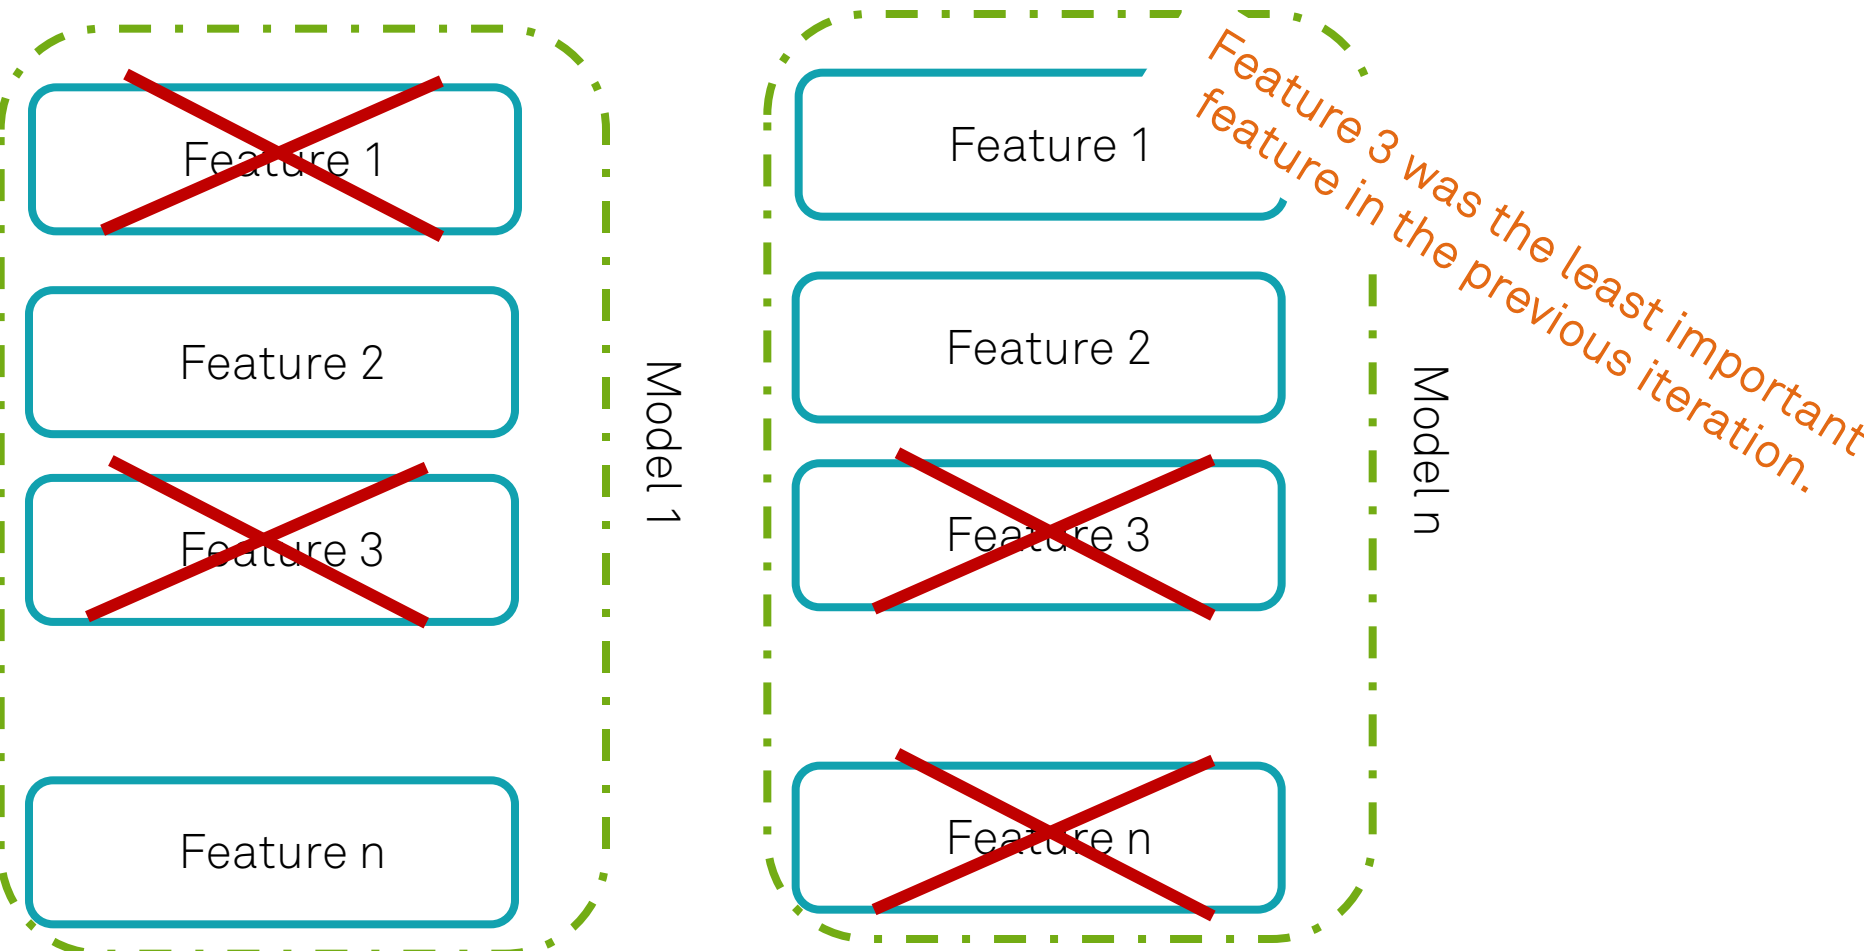 Feature 1
Feature 2
Feature 3
Feature n
Model 1
Feature 1
Feature 2
Feature 3
Feature n
Model n
Feature 3 was the least important
feature in the previous iteration.